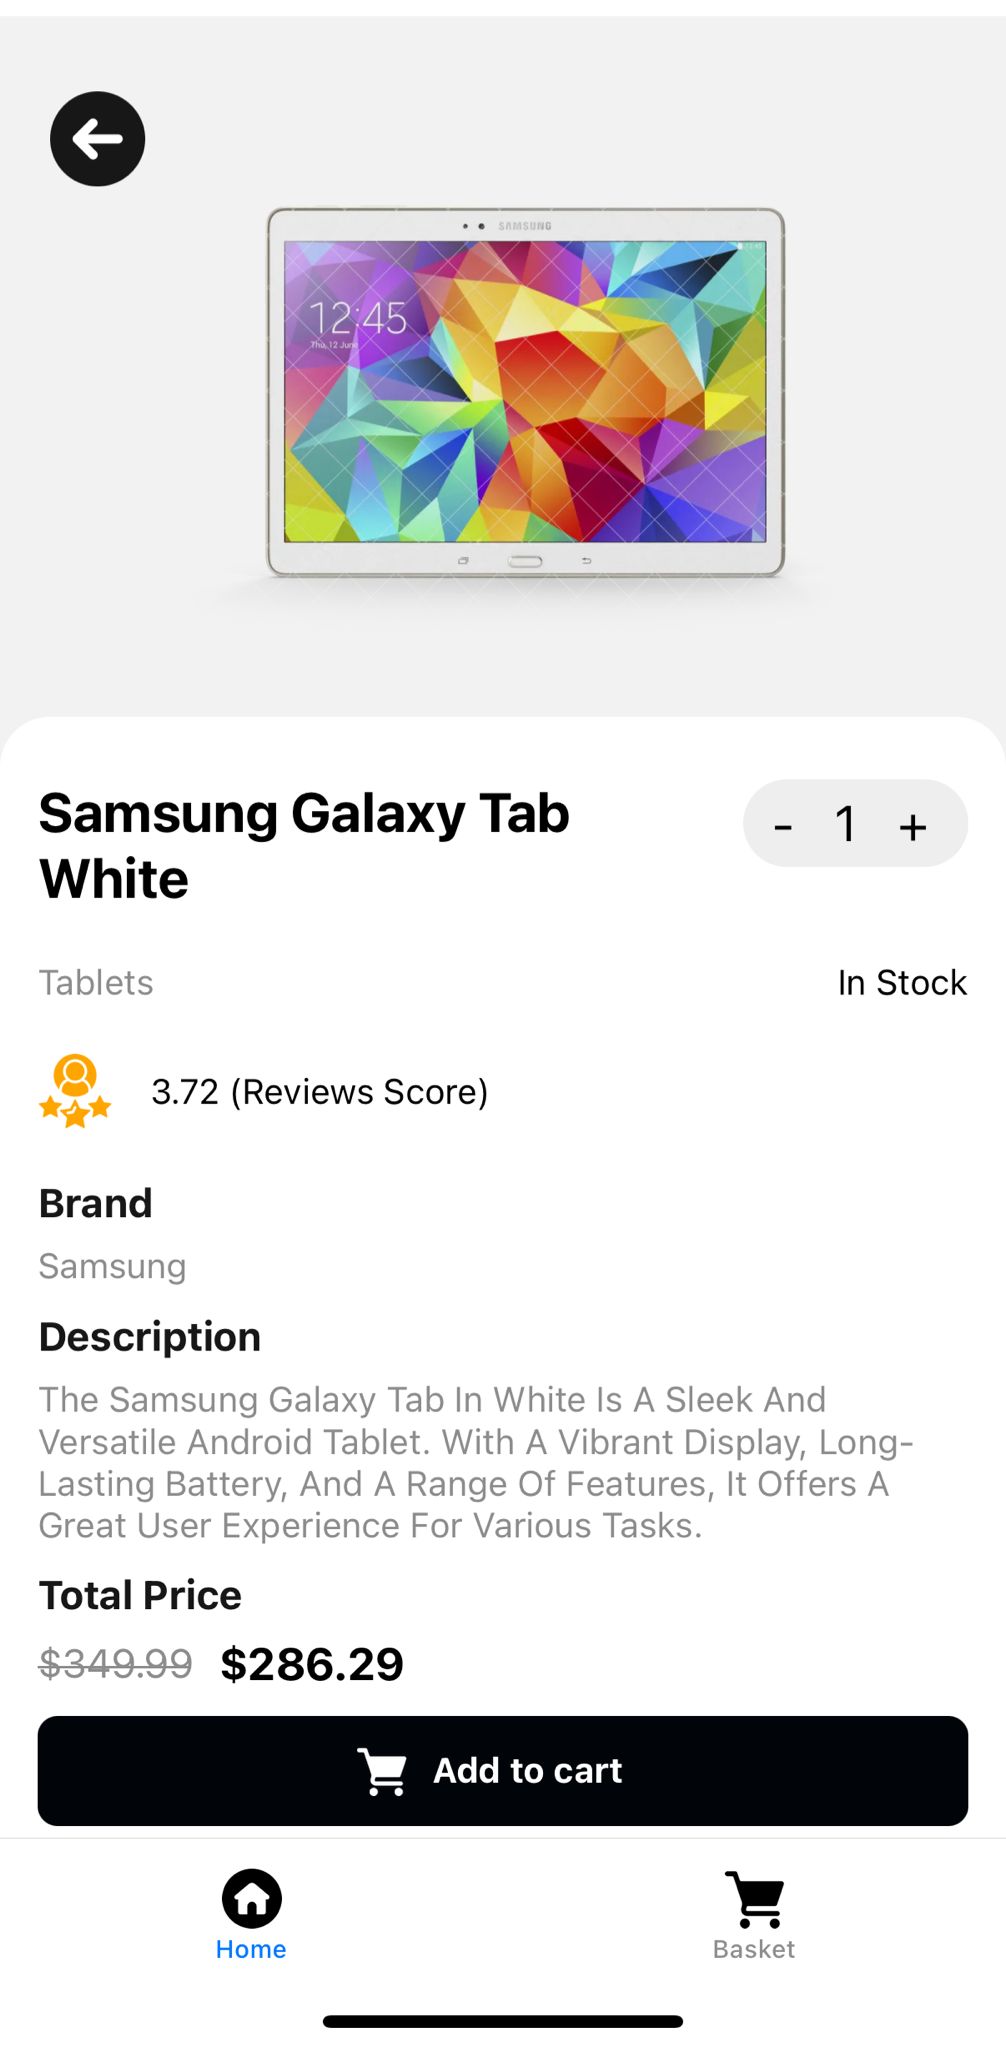 SAMSUNG
12:45
Thu, 12 June
Samsung Galaxy Tab
White
- 1 +
Tablets
In Stock
3.72 (Reviews Score)
Brand
Samsung
Description
The Samsung Galaxy Tab In White Is A Sleek And
Versatile Android Tablet. With A Vibrant Display, Long-
Lasting Battery, And A Range Of Features, It Offers A
Great User Experience For Various Tasks.
Total Price
$349.99 $286.29
Add to cart
Home
Basket